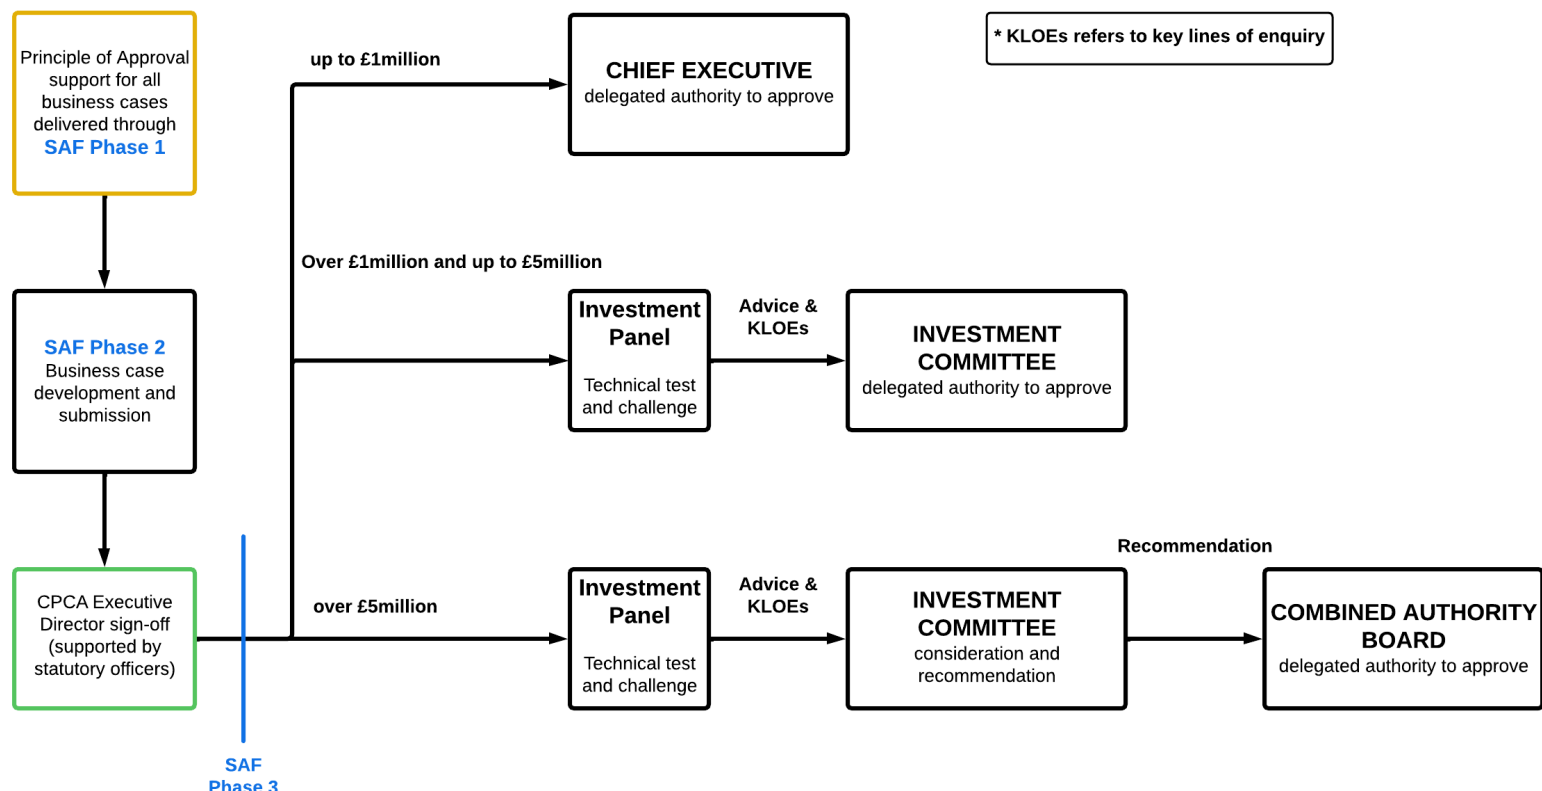 Principle of Approval
support for all
business cases
delivered through
SAF Phase 1
up to £1million
CHIEF EXECUTIVE
delegated authority to approve
* KLOEs refers to key lines of enquiry
Over £1million and up to £5million
SAF Phase 2
Business case
development and
submission
Investment
Panel
Technical test
and challenge
Advice &
KLOEs
INVESTMENT
COMMITTEE
delegated authority to approve
CPCA Executive
Director sign-off
(supported by
statutory officers)
SAF
Phase 3
over £5million
Investment
Panel
Technical test
and challenge
Advice &
KLOEs
INVESTMENT
COMMITTEE
consideration and
recommendation
Recommendation
COMBINED AUTHORITY
BOARD
delegated authority to approve